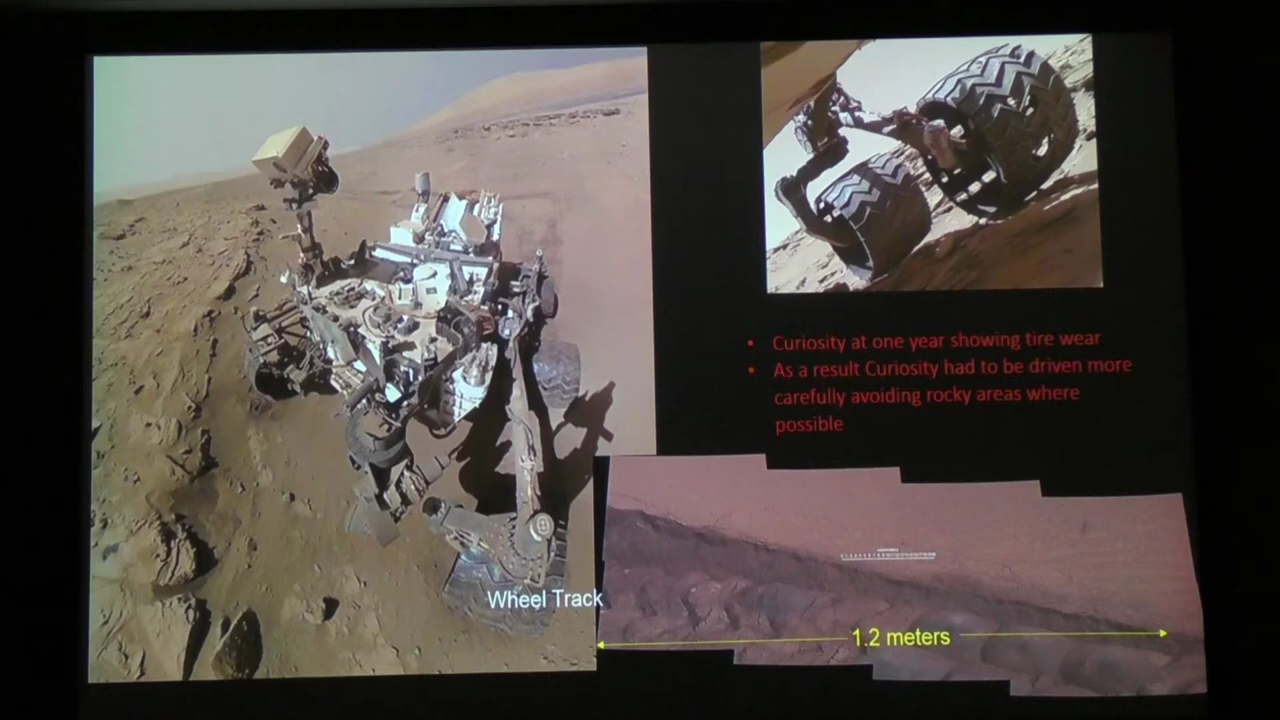 • Curiosity at one year showing tire wear
• As a result Curiosity had to be driven more
carefully avoiding rocky areas where
possible
Wheel Track
1.2 meters